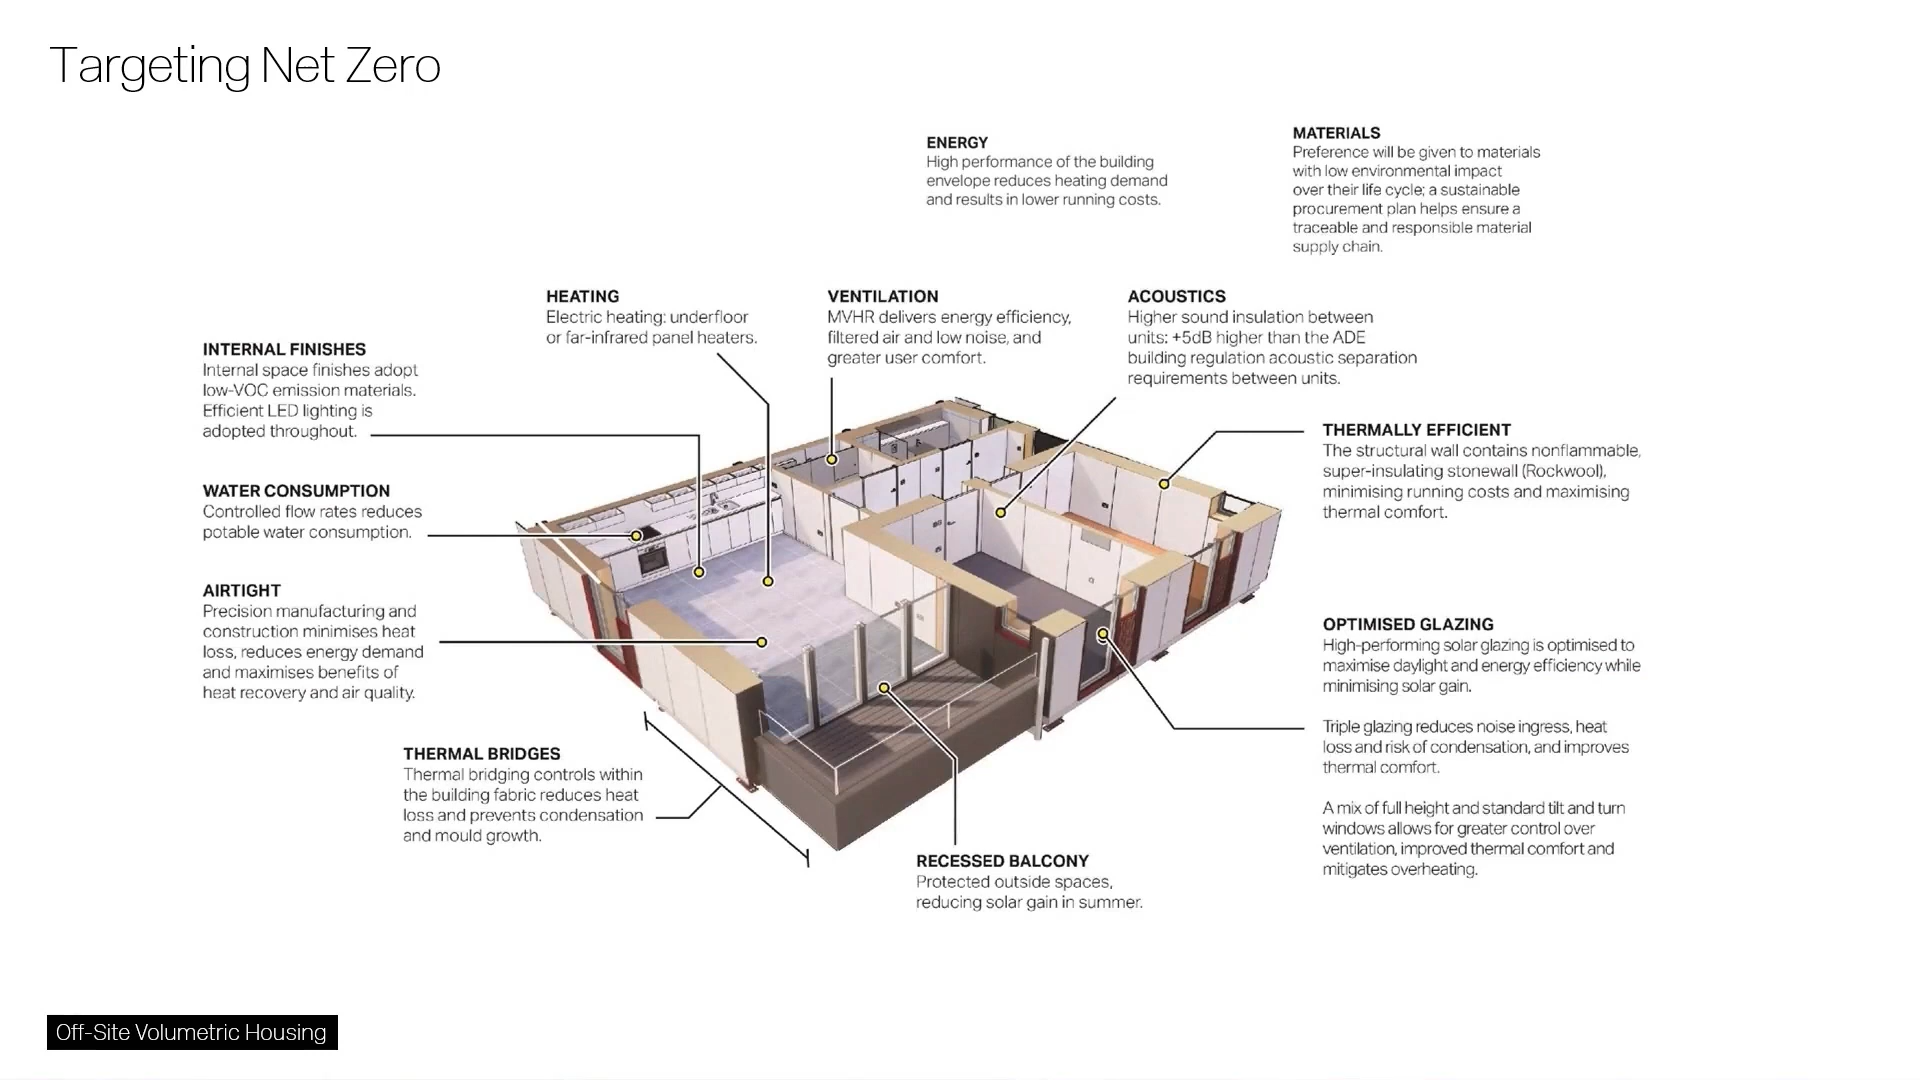 Targeting Net Zero
ENERGY
High performance of the building
envelope reduces heating demand
and results in lower running costs.
MATERIALS
Preference will be given to materials
with low environmental impact
over their life cycle; a sustainable
procurement plan helps ensure a
traceable and responsible material
supply chain.
HEATING
Electric heating: underfloor
or far-infrared panel heaters.
VENTILATION
MVHR delivers energy efficiency,
filtered air and low noise, and
greater user comfort.
ACOUSTICS
Higher sound insulation between
units: +5dB higher than the ADE
building regulation acoustic separation
requirements between units.
INTERNAL FINISHES
Internal space finishes adopt
low-VOC emission materials.
Efficient LED lighting is
adopted throughout.
WATER CONSUMPTION
Controlled flow rates reduces
potable water consumption.
AIRTIGHT
Precision manufacturing and
construction minimises heat
loss, reduces energy demand
and maximises benefits of
heat recovery and air quality.
THERMAL BRIDGES
Thermal bridging controls within
the building fabric reduces heat
loss and prevents condensation
and mould growth.
RECESSED BALCONY
Protected outside spaces,
reducing solar gain in summer.
THERMALLY EFFICIENT
The structural wall contains nonflammable,
super-insulating stonewall (Rockwool),
minimising running costs and maximising
thermal comfort.
OPTIMISED GLAZING
High-performing solar glazing is optimised to
maximise daylight and energy efficiency while
minimising solar gain.
Triple glazing reduces noise ingress, heat
loss and risk of condensation, and improves
thermal comfort.
A mix of full height and standard tilt and turn
windows allows for greater control over
ventilation, improved thermal comfort and
mitigates overheating.
Off-Site Volumetric Housing